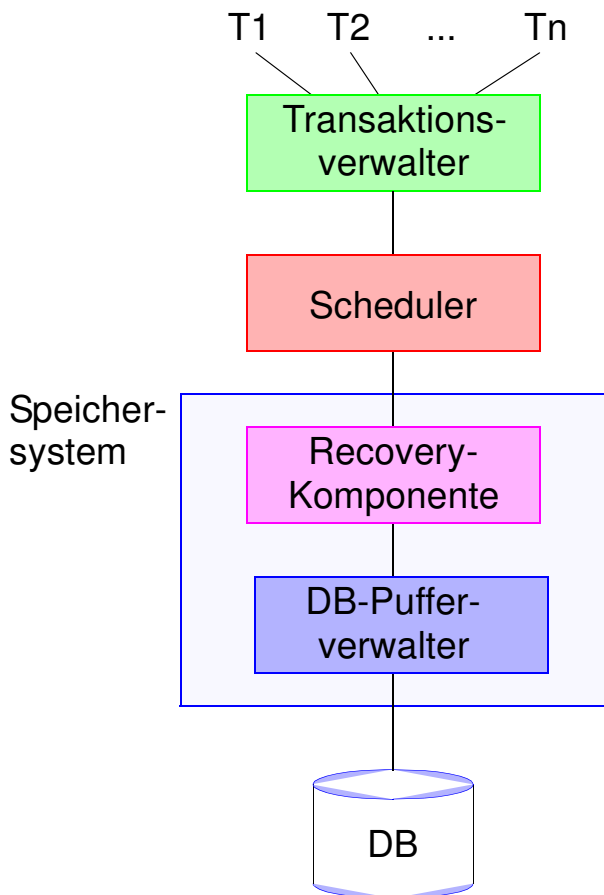 T1 T2 ... Tn
Transaktions-
verwalter
Scheduler
Speicher-
system
Recovery-
Komponente
DB-Puffer-
verwalter
DB